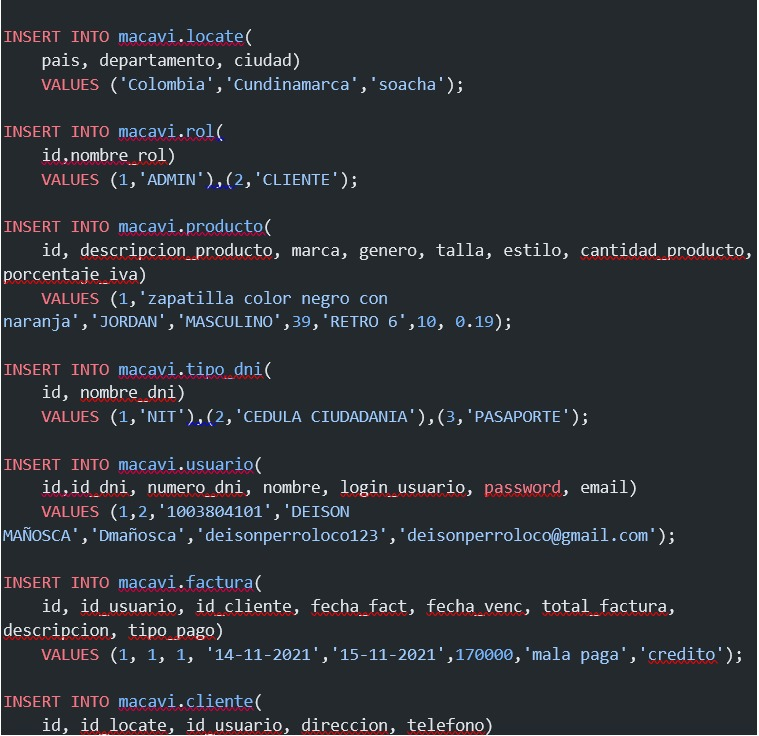 INSERT INTO macavi.locate(
pais, departamento, ciudad)
VALUES ('Colombia','Cundinamarca','soacha');
INSERT INTO macavi.rol(
id,nombre_rol)
VALUES (1,'ADMIN'),(2,'CLIENTE');
INSERT INTO macavi.producto(
id, descripcion_producto, marca, genero, talla, estilo, cantidad_producto,
porcentaje_iva)
VALUES (1,'zapatilla color negro con
naranja','JORDAN','MASCULINO',39,'RETRO 6',10, 0.19);
INSERT INTO macavi.tipo_dni(
id, nombre_dni)
VALUES (1,'NIT'),(2,'CEDULA CIUDADANIA'),(3,'PASAPORTE');
INSERT INTO macavi.usuario(
id,id_dni, numero_dni, nombre, login_usuario, password, email)
VALUES (1,2,'1003804101','DEISON
MAÑOSCA','Dmañosca','deisonperroloco123','deisonperroloco@gmail.com');
INSERT INTO macavi.factura(
id, id_usuario, id_cliente, fecha_fact, fecha_venc, total_factura,
descripcion, tipo_pago)
VALUES (1, 1, 1, '14-11-2021','15-11-2021',170000,'mala paga','credito');
INSERT INTO macavi.cliente(
id, id_locate, id_usuario, direccion, telefono)